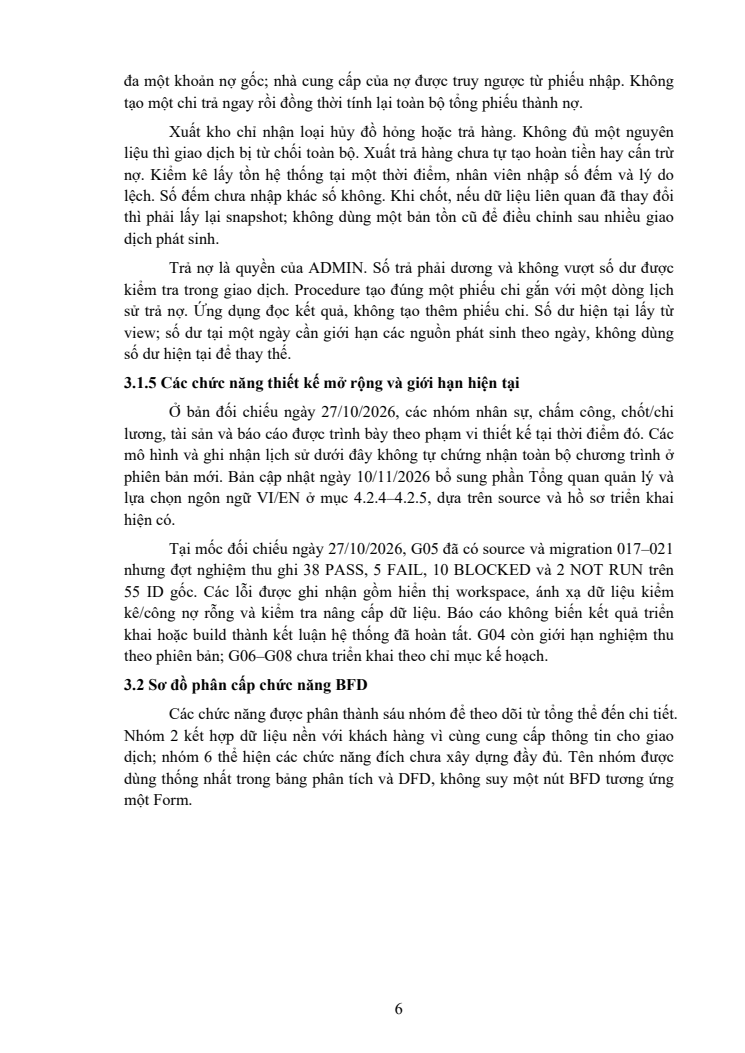 đa một khoản nợ gốc; nhà cung cấp của nợ được truy ngược từ phiếu nhập. Không
tạo một chi trả ngay rồi đồng thời tính lại toàn bộ tổng phiếu thành nợ.
Xuất kho chỉ nhận loại hủy đồ hỏng hoặc trả hàng. Không đủ một nguyên
liệu thì giao dịch bị từ chối toàn bộ. Xuất trả hàng chưa tự tạo hoàn tiền hay cấn trừ
nợ. Kiểm kê lấy tồn hệ thống tại một thời điểm, nhân viên nhập số đếm và lý do
lệch. Số đếm chưa nhập khác số không. Khi chốt, nếu dữ liệu liên quan đã thay đổi
thì phải lấy lại snapshot; không dùng một bản tồn cũ để điều chỉnh sau nhiều giao
dịch phát sinh.
Trả nợ là quyền của ADMIN. Số trả phải dương và không vượt số dư được
kiểm tra trong giao dịch. Procedure tạo đúng một phiếu chi gắn với một dòng lịch
sử trả nợ. Ứng dụng đọc kết quả, không tạo thêm phiếu chi. Số dư hiện tại lấy từ
view; số dư tại một ngày cần giới hạn các nguồn phát sinh theo ngày, không dùng
số dư hiện tại để thay thế.
3.1.5 Các chức năng thiết kế mở rộng và giới hạn hiện tại
Ở bản đối chiếu ngày 27/10/2026, các nhóm nhân sự, chấm công, chốt/chi
lương, tài sản và báo cáo được trình bày theo phạm vi thiết kế tại thời điểm đó. Các
mô hình và ghi nhận lịch sử dưới đây không tự chứng nhận toàn bộ chương trình ở
phiên bản mới. Bản cập nhật ngày 10/11/2026 bổ sung phần Tổng quan quản lý và
lựa chọn ngôn ngữ VI/EN ở mục 4.2.4–4.2.5, dựa trên source và hồ sơ triển khai
hiện có.
Tại mốc đối chiếu ngày 27/10/2026, G05 đã có source và migration 017–021
nhưng đợt nghiệm thu ghi 38 PASS, 5 FAIL, 10 BLOCKED và 2 NOT RUN trên
55 ID gốc. Các lỗi được ghi nhận gồm hiển thị workspace, ánh xạ dữ liệu kiểm
kê/công nợ rỗng và kiểm tra nâng cấp dữ liệu. Báo cáo không biến kết quả triển
khai hoặc build thành kết luận hệ thống đã hoàn tất. G04 còn giới hạn nghiệm thu
theo phiên bản; G06–G08 chưa triển khai theo chỉ mục kế hoạch.
3.2 Sơ đồ phân cấp chức năng BFD
Các chức năng được phân thành sáu nhóm để theo dõi từ tổng thể đến chi tiết.
Nhóm 2 kết hợp dữ liệu nền với khách hàng vì cùng cung cấp thông tin cho giao
dịch; nhóm 6 thể hiện các chức năng đích chưa xây dựng đầy đủ. Tên nhóm được
dùng thống nhất trong bảng phân tích và DFD, không suy một nút BFD tương ứng
một Form.
6